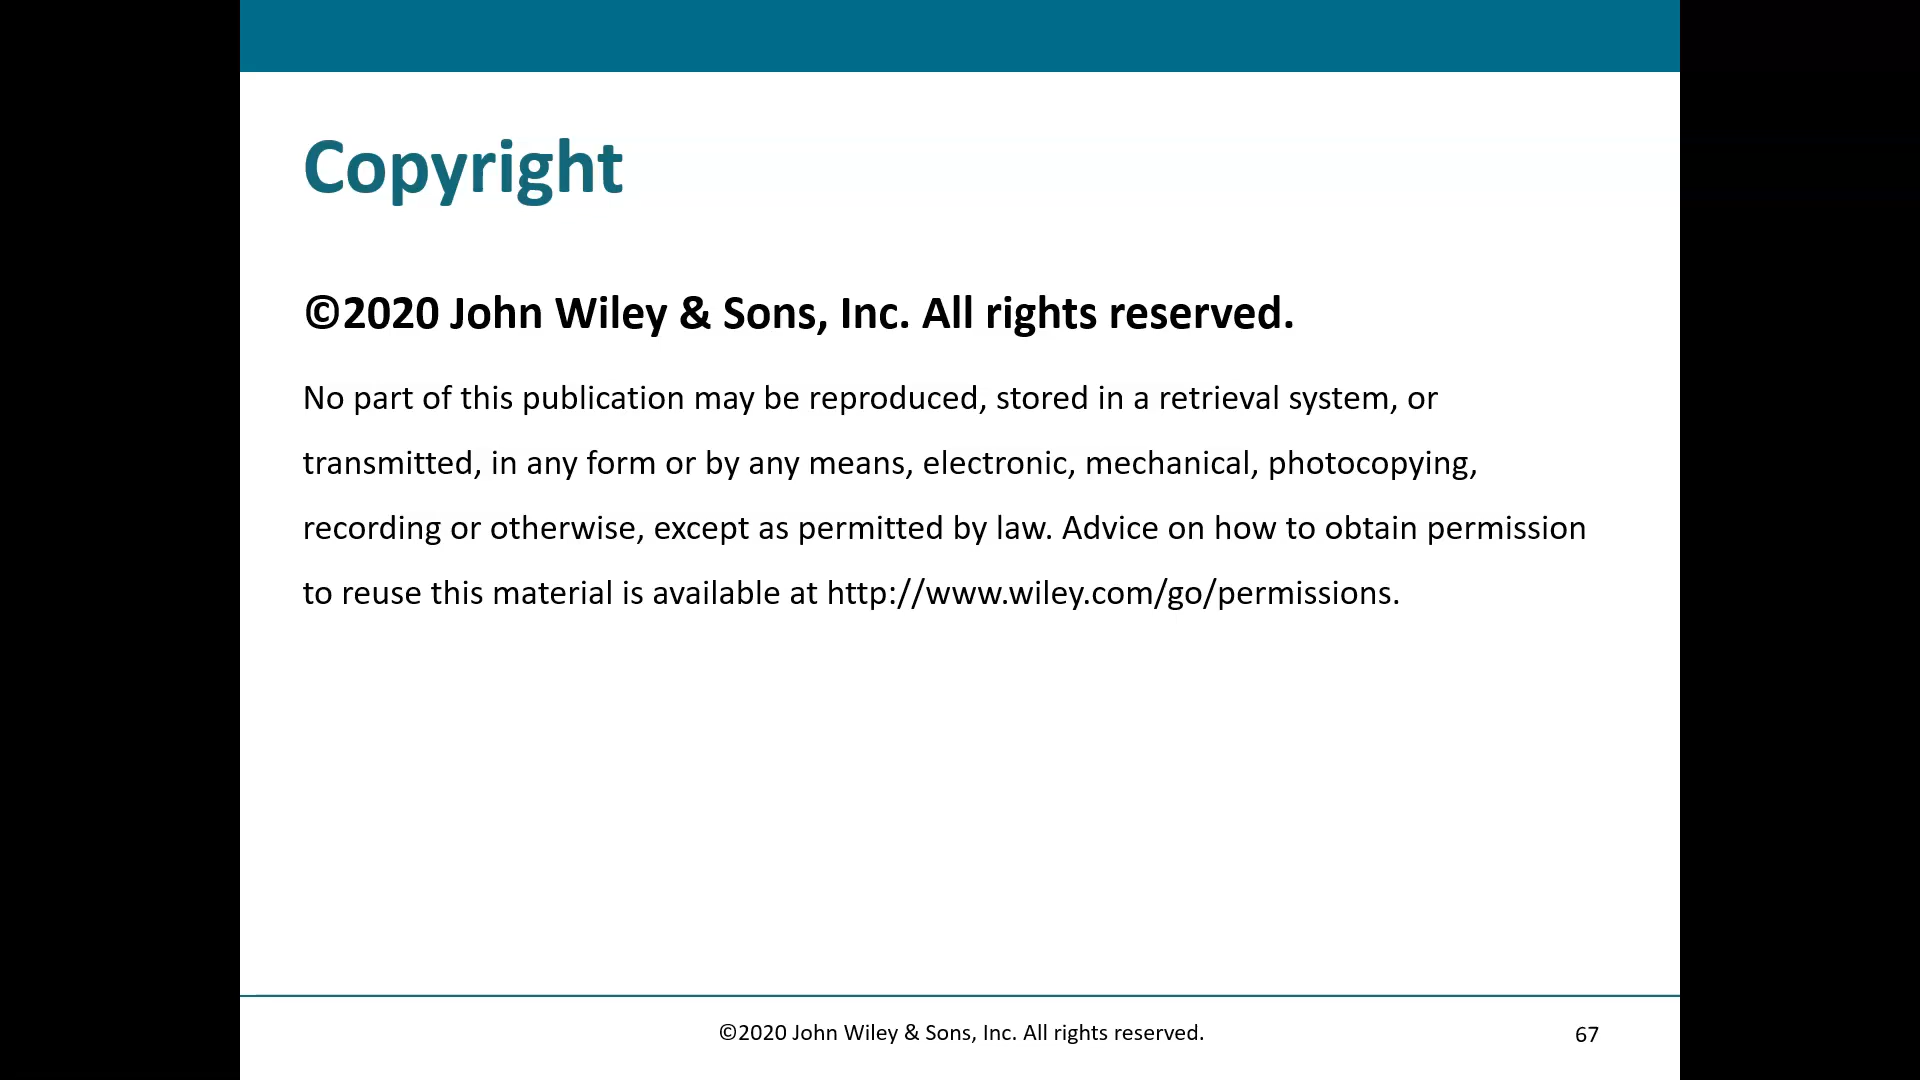 Copyright
©2020 John Wiley & Sons, Inc. All rights reserved.
No part of this publication may be reproduced, stored in a retrieval system, or
transmitted, in any form or by any means, electronic, mechanical, photocopying,
recording or otherwise, except as permitted by law. Advice on how to obtain permission
to reuse this material is available at http://www.wiley.com/go/permissions.
©2020 John Wiley & Sons, Inc. All rights reserved.
67